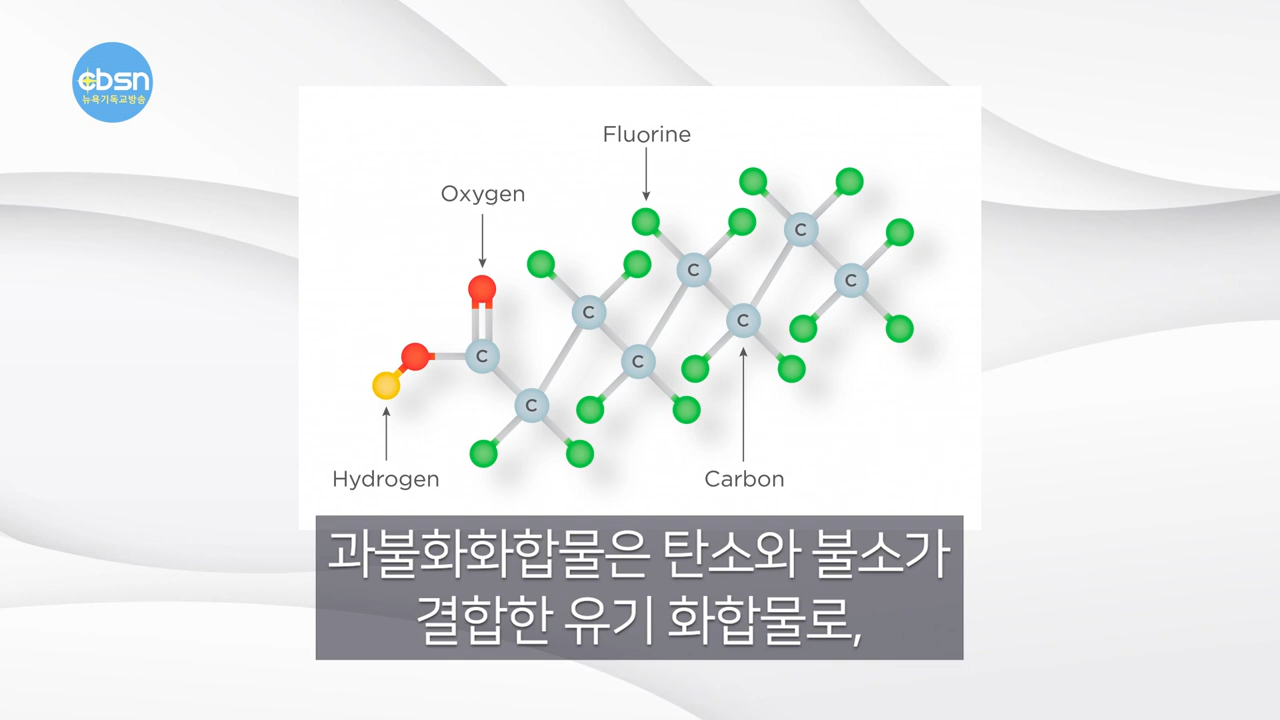 cbsn
뉴욕기독교방송
Fluorine
Oxygen
C
C
C
C
C
C
C
C
Hydrogen
Carbon
과불화화합물은 탄소와 불소가
결합한 유기 화합물로,